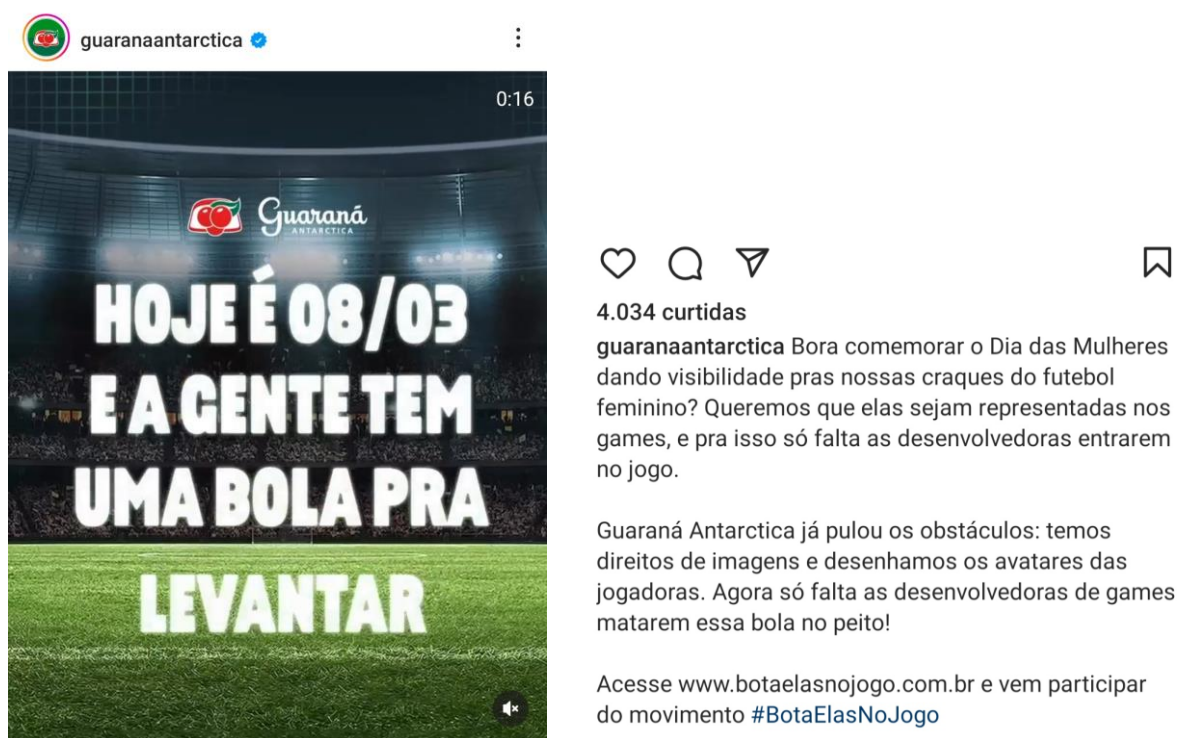 guaranaantarctica
0:16
Guaraná
ANTARCTICA
HOJE É 08/03
E A GENTE TEM
UMA BOLA PRA
LEVANTAR
4.034 curtidas
guaranaantarctica Bora comemorar o Dia das Mulheres
dando visibilidade pras nossas craques do futebol
feminino? Queremos que elas sejam representadas nos
games, e pra isso só falta as desenvolvedoras entrarem
no jogo.
Guaraná Antarctica já pulou os obstáculos: temos
direitos de imagens e desenhamos os avatares das
jogadoras. Agora só falta as desenvolvedoras de games
matarem essa bola no peito!
Acesse www.botaelasnojogo.com.br e vem participar
do movimento #BotaElasNoJogo